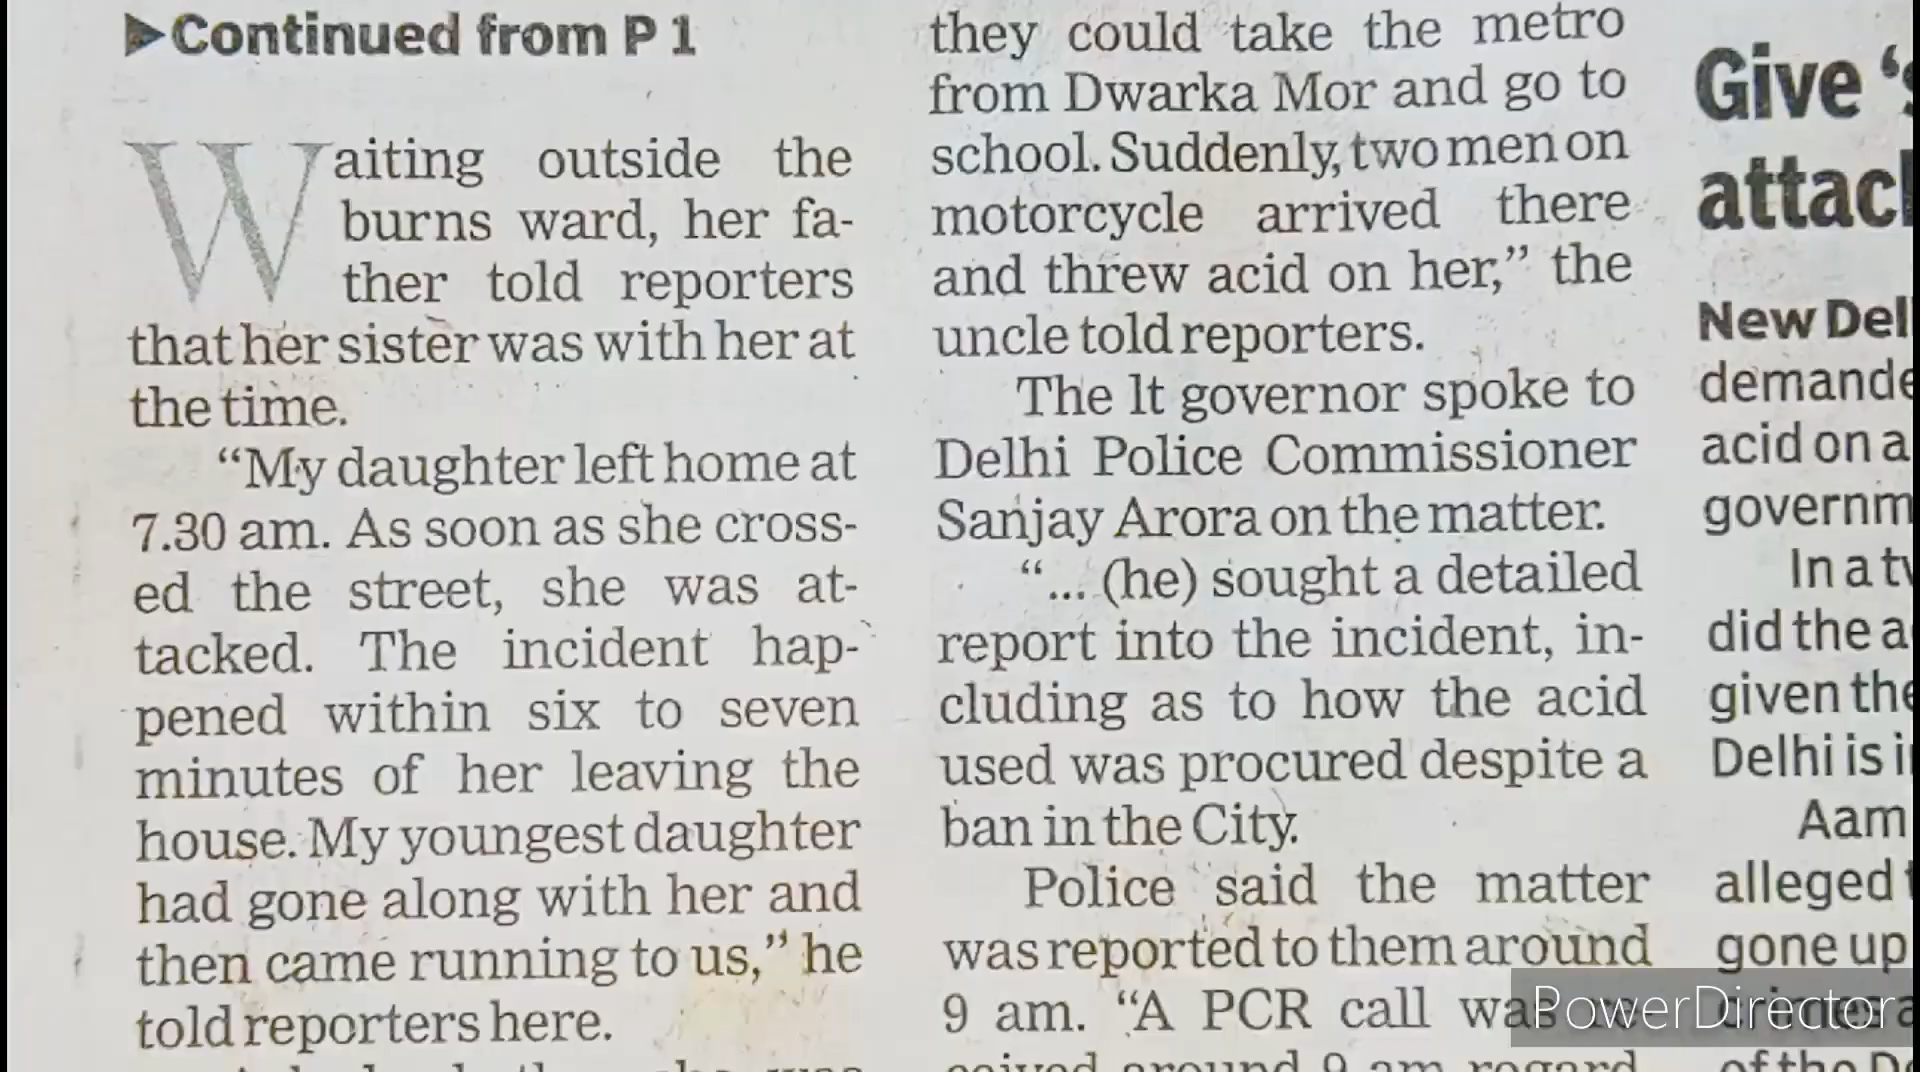 ▶Continued from P 1
Waiting outside the
burns ward, her fa-
ther told reporters
that her sister was with her at
the time.
"My daughter left home at
7.30 am. As soon as she cross-
ed the street, she was at-
tacked. The incident hap-
pened within six to seven
minutes of her leaving the
house. My youngest daughter
had gone along with her and
then came running to us," he
told reporters here.
they could take the metro
from Dwarka Mor and go to
school. Suddenly, two men on
motorcycle arrived there
and threw acid on her," the
uncle told reporters.
The lt governor spoke to
Delhi Police Commissioner
Sanjay Arora on the matter.
"... (he) sought a detailed
report into the incident, in-
cluding as to how the acid
used was procured despite a
ban in the City.
Police said the matter
was reported to them around
9 am. "A PCR call was
around 9 am
Give
New Del
demande
acid on a
governm
In a tw
did the a
given the
Delhi is i
Aam
alleged
gone up
crimes a
of the D
PowerDirector